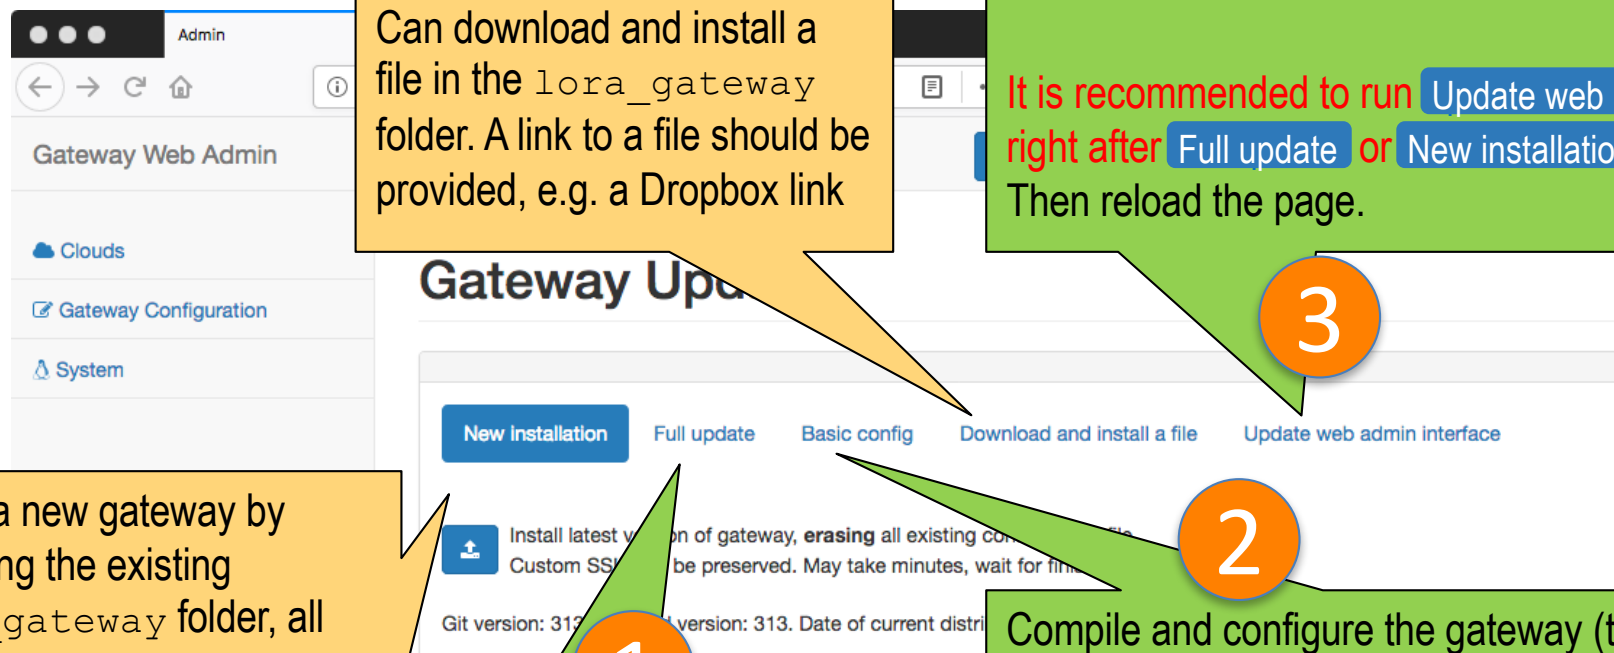 Admin
Can download and install a
file in the lora_gateway
folder. A link to a file should be
provided, e.g. a Dropbox link
It is recommended to run Update web
right after Full update or New installatio
Then reload the page.
Gateway Web Admin
Clouds
Gateway Configuration
System
Gateway
3
New installation Full update Basic config Download and install a file Update web admin interface
a new gateway by
the existing
gateway folder, all
Install latest of gateway, erasing all existing
Custom be preserved. May take minutes, wait for
Git version: version: 313. Date of current
2
1
Compile and configure the gateway